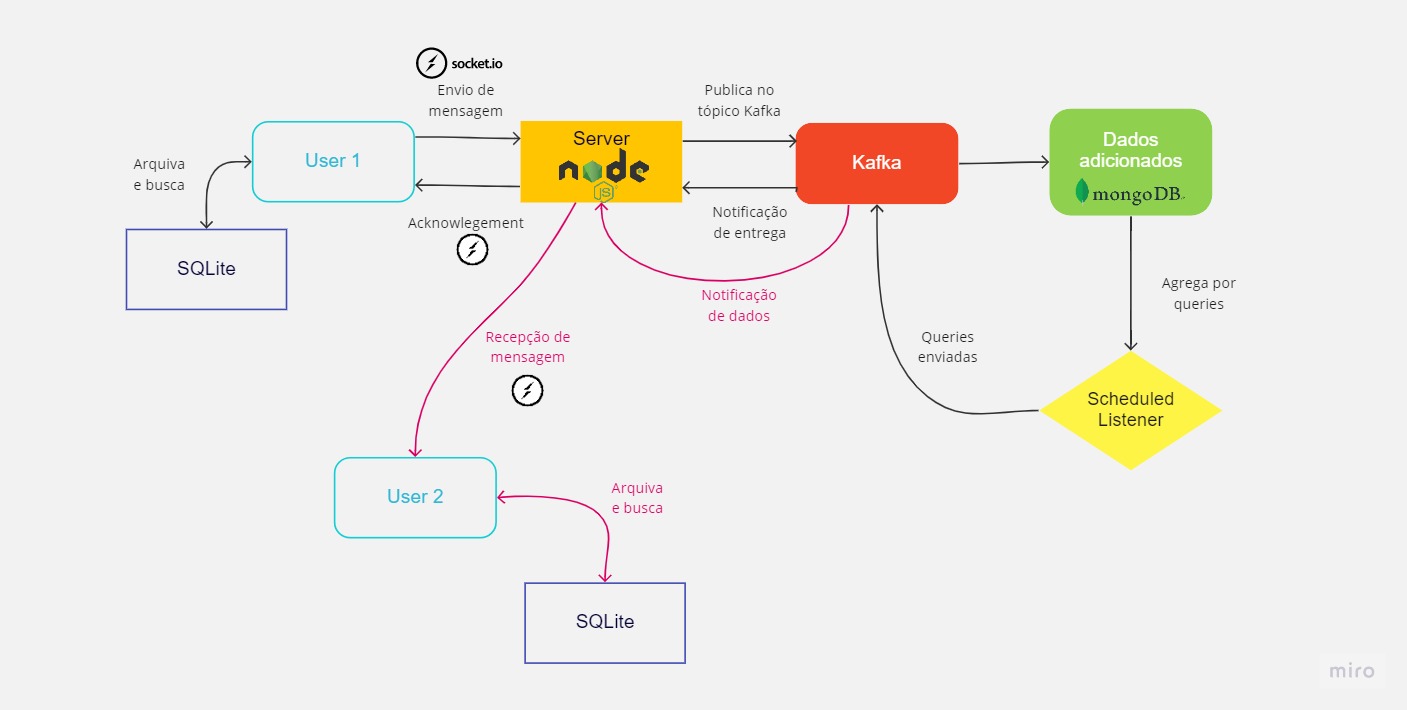 socket.io
Envio de
mensagem
Publica no
tópico Kafka
User 1
Server
node
JS
Kafka
Dados
adicionados
mongoDB
Arquiva
e busca
Acknowlegement
Notificação
de entrega
SQLite
Notificação
de dados
Agrega por
queries
Recepção de
mensagem
Queries
enviadas
Scheduled
Listener
User 2
Arquiva
e busca
SQLite
miro